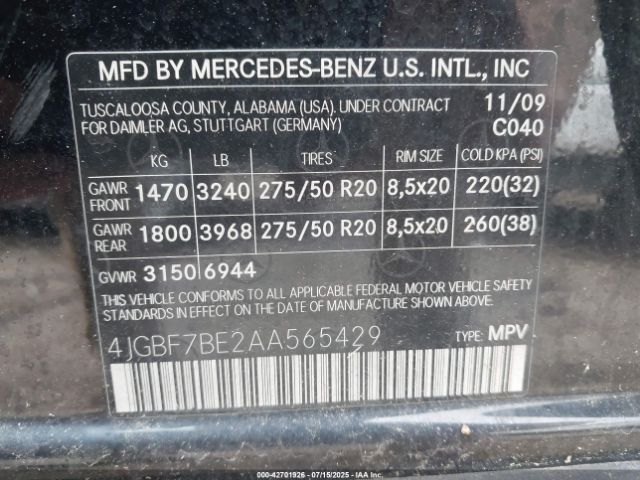 MFD BY MERCEDES-BENZ U.S. INTL., INC
TUSCALOOSA COUNTY, ALABAMA (USA). UNDER CONTRACT 11/09
FOR DAIMLER AG, STUTTGART (GERMANY) C040
KG LB TIRES RIM SIZE COLD KPA (PSI)
GAWR FRONT 1470 3240 275/50 R20 8,5x20 220(32)
GAWR REAR 1800 3968 275/50 R20 8,5x20 260(38)
GVWR 3150 6944
THIS VEHICLE CONFORMS TO ALL APPLICABLE FEDERAL MOTOR VEHICLE SAFETY
STANDARDS IN EFFECT ON THE DATE OF MANUFACTURE SHOWN ABOVE.
4JGBF7BE2AA565429 TYPE: MPV
000-42701926 - 07/15/2025 - IAAI.COM